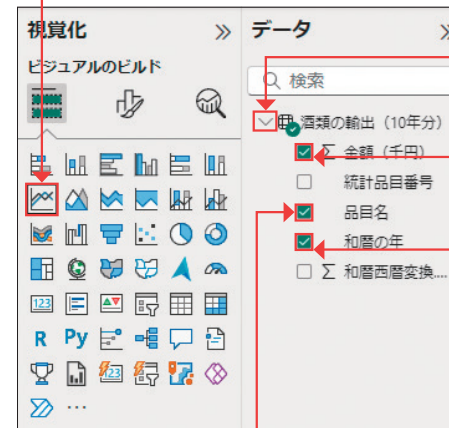 視覚化
データ
ビジュアルのビルド
検索
酒類の輸出（10年分）
Σ 金額（千円）
統計品目番号
品目名
和暦の年
Σ 和暦西暦変換....
123
R Py
123
...